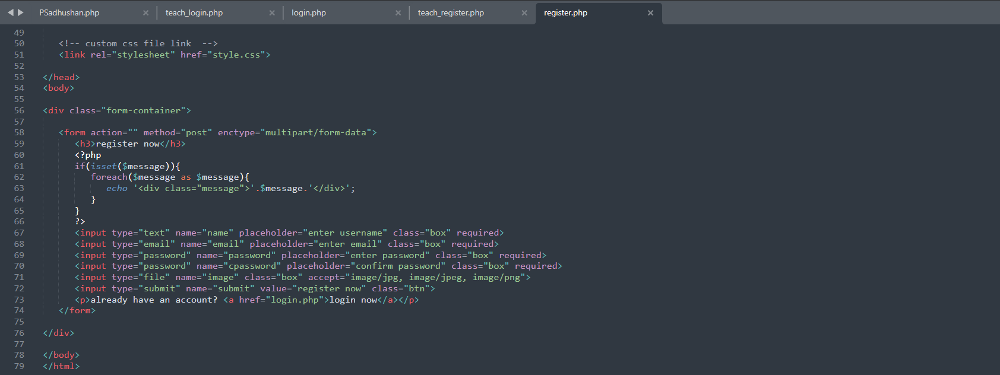 PSadhushan.php × teach_login.php × login.php × teach_register.php × register.php ×
49
50 <!-- custom css file link  -->
51 <link rel="stylesheet" href="style.css">
52
53 </head>
54 <body>
55
56 <div class="form-container">
57
58    <form action="" method="post" enctype="multipart/form-data">
59       <h3>register now</h3>
60       <?php
61       if(isset($message)){
62          foreach($message as $message){
63             echo '<div class="message">'.$message.'</div>';
64          }
65       }
66       ?>
67       <input type="text" name="name" placeholder="enter username" class="box" required>
68       <input type="email" name="email" placeholder="enter email" class="box" required>
69       <input type="password" name="password" placeholder="enter password" class="box" required>
70       <input type="password" name="cpassword" placeholder="confirm password" class="box" required>
71       <input type="file" name="image" class="box" accept="image/jpg, image/jpeg, image/png">
72       <input type="submit" name="submit" value="register now" class="btn">
73       <p>already have an account? <a href="login.php">login now</a></p>
74    </form>
75
76 </div>
77
78 </body>
79 </html>